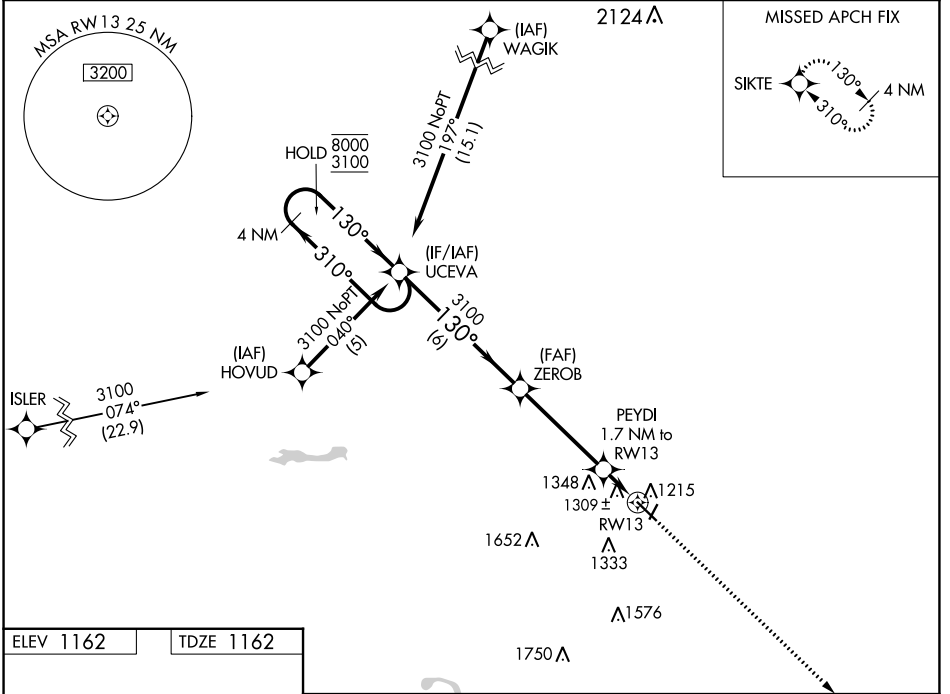 MSA RW13 25 NM
3200
(IAF)
WAGIK
2124
MISSED APCH FIX
SIKTE
130°
310°
4 NM
3100 NoPT
197°
(15.1)
HOLD
8000
3100
130°
310°
4 NM
(IF/IAF)
UCEVA
3100 NoPT
040°
(5)
3100
130°
(6)
(IAF)
HOVUD
(FAF)
ZEROB
ISLER
3100
074°
(22.9)
PEYDI
1.7 NM to
RW13
1348
1309 ±
1215
RW13
1652
1333
1576
1750
ELEV 1162
TDZE 1162